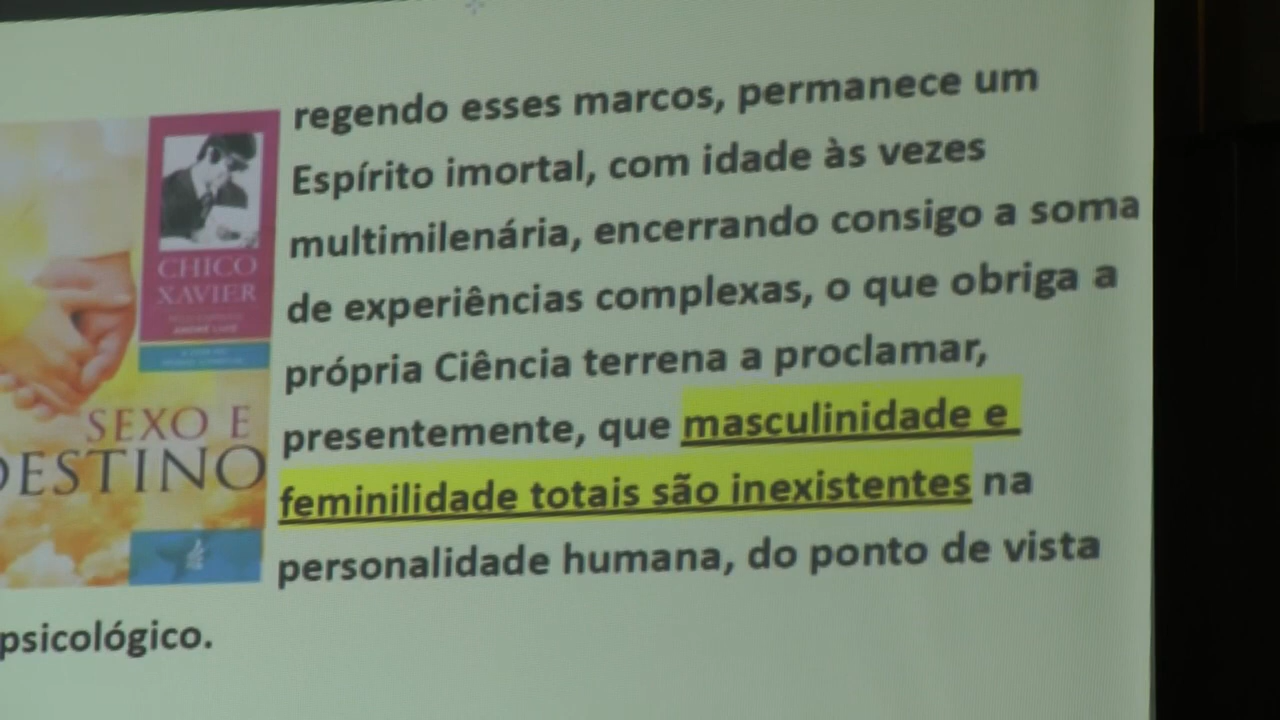 regendo esses marcos, permanece um
Espírito imortal, com idade às vezes
multimilenária, encerrando consigo a soma
de experiências complexas, o que obriga a
própria Ciência terrena a proclamar,
presentemente, que masculinidade e
feminilidade totais são inexistentes na
personalidade humana, do ponto de vista
psicológico.
CHICO
XAVIER
ANDRÉ LUIZ
SEXO E
DESTINO